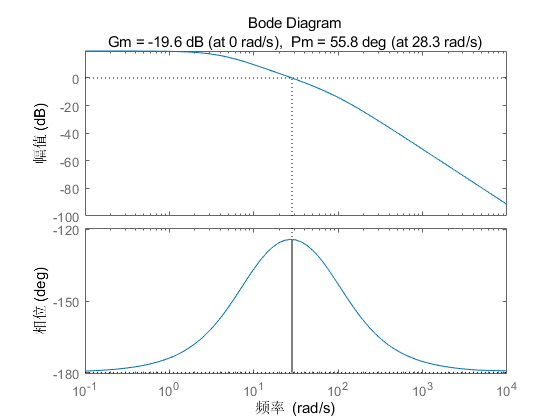 Bode Diagram
Gm = -19.6 dB (at 0 rad/s),  Pm = 55.8 deg (at 28.3 rad/s)
0
-20
-40
-60
-80
-100
幅值 (dB)
-120
-150
-180
相位 (deg)
10^-1 10^0 10^1 10^2 10^3 10^4
频率  (rad/s)